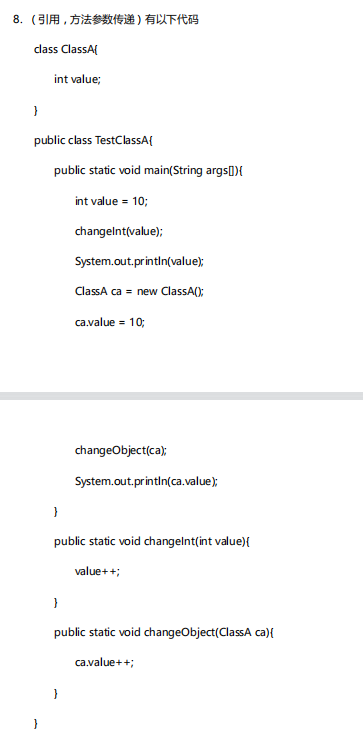 8. （引用，方法参数传递）有以下代码
class ClassA{
int value;
}
public class TestClassA{
public static void main(String args[]){
int value = 10;
changeInt(value);
System.out.println(value);
ClassA ca = new ClassA();
ca.value = 10;
changeObject(ca);
System.out.println(ca.value);
}
public static void changeInt(int value){
value++;
}
public static void changeObject(ClassA ca){
ca.value++;
}
}